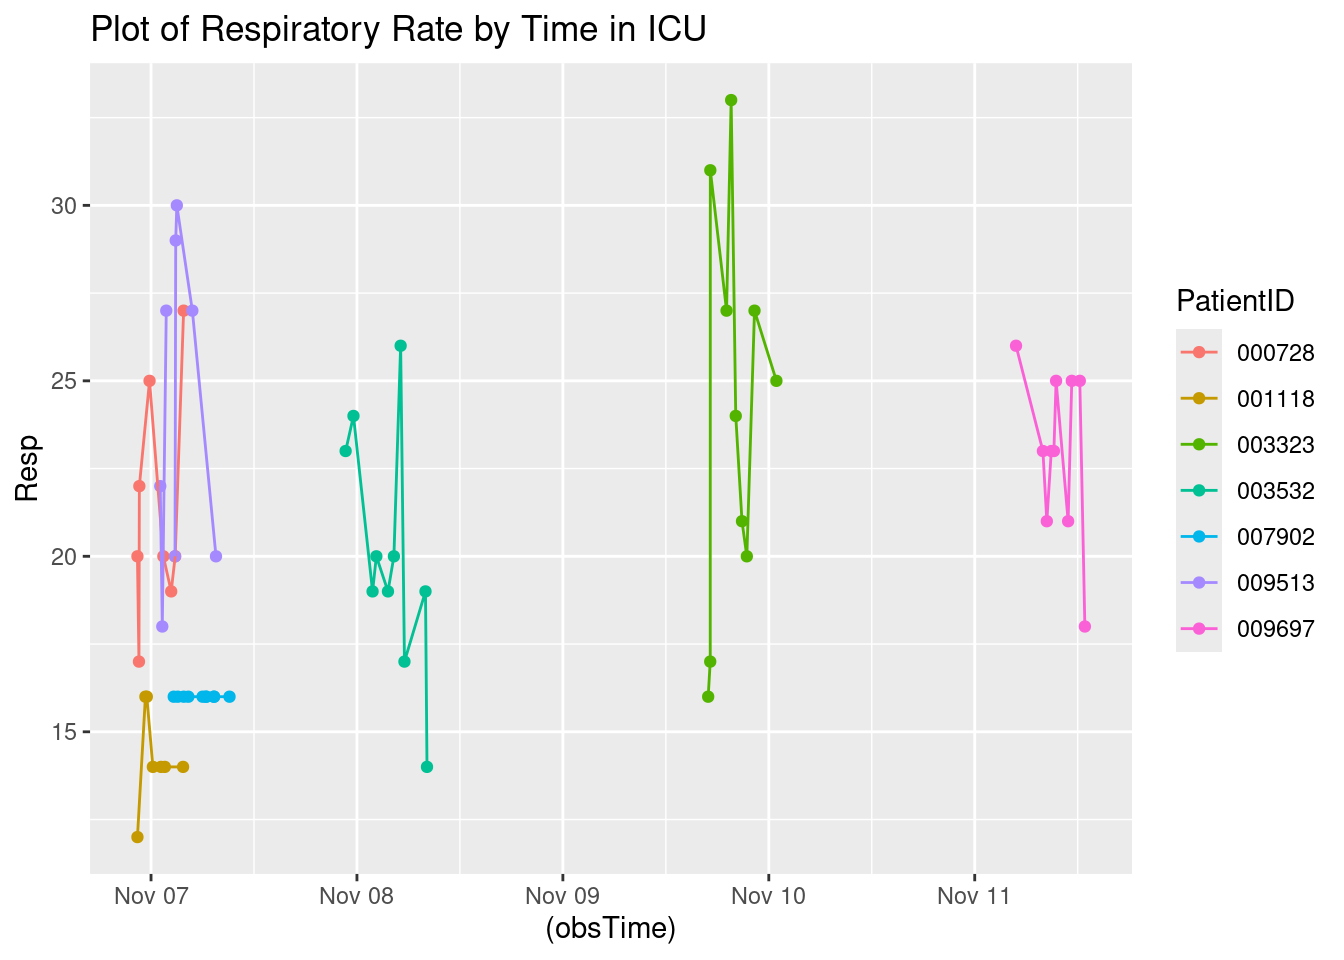 Plot of Respiratory Rate by Time in ICU
Resp
30
25
20
15
Nov 07
Nov 08
Nov 09
Nov 10
Nov 11
(obsTime)
PatientID
000728
001118
003323
003532
007902
009513
009697